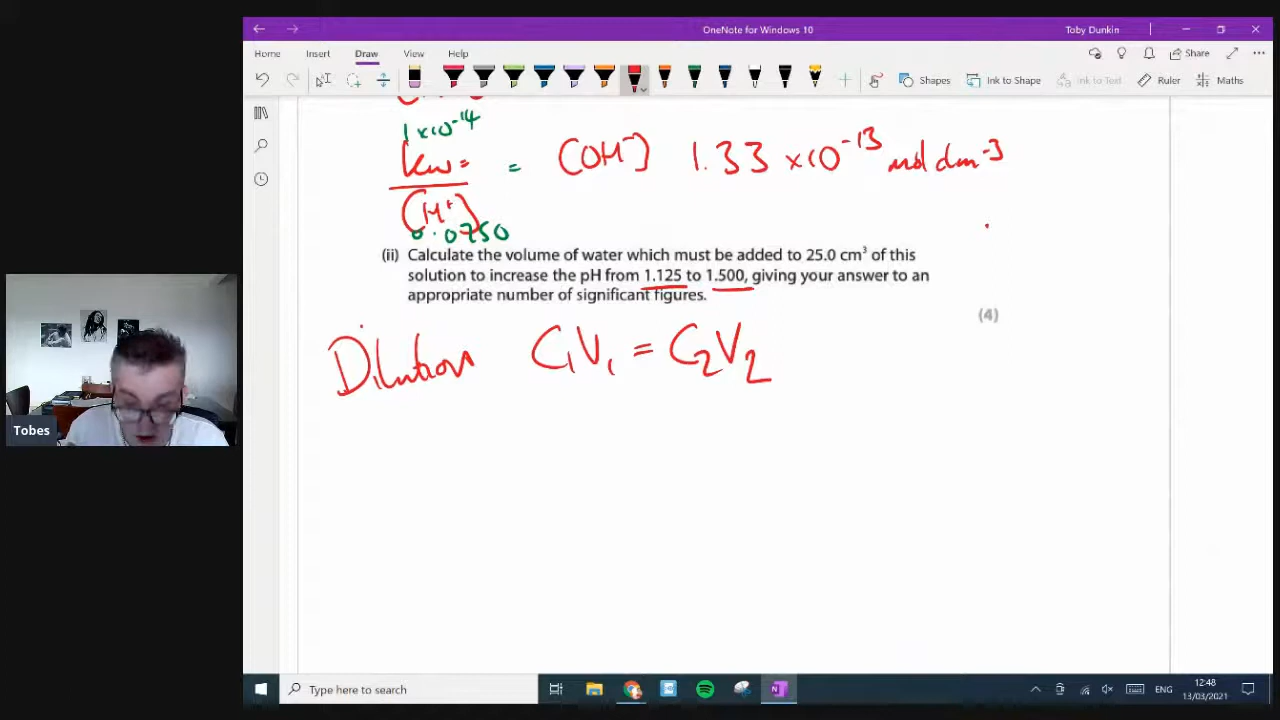 OneNote for Windows 10
Toby Dunkin
Home Insert Draw View Help
Share
Shapes Ink to Shape Ink to Text Ruler Maths
1 × 10⁻¹⁴
kw = = [OH⁻] 1.33 × 10⁻¹³ mol dm⁻³
[H⁺]
0.0750
(ii) Calculate the volume of water which must be added to 25.0 cm³ of this
solution to increase the pH from 1.125 to 1.500, giving your answer to an
appropriate number of significant figures.
(4)
Dilution C₁V₁ = C₂V₂
Tobes
Type here to search
ENG
12:48
13/03/2021